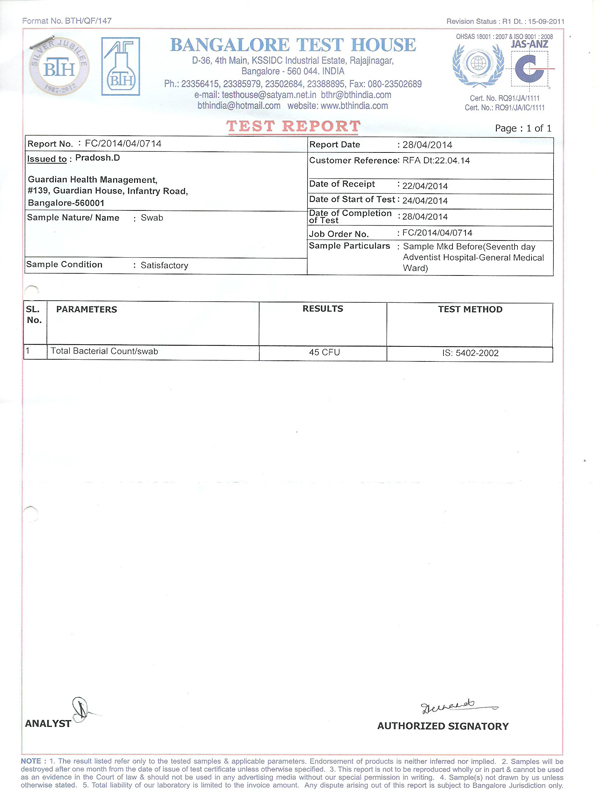 Format No. BTH/QF/147
Revision Status : R1 Dt. : 15-09-2011
SILVER JUBILEE
BTH
BTH
BANGALORE TEST HOUSE
D-36, 4th Main, KSSIDC Industrial Estate, Rajajinagar,
Bangalore - 560 044. INDIA
Ph.: 23356415, 23385979, 23502684, 23388895, Fax: 080-23502689
e-mail: testhouse@satyam.net.in bthr@bthindia.com
bthindia@hotmail.com website: www.bthindia.com
OHSAS 18001 : 2007 & ISO 9001 : 2008
JAS-ANZ
Cert. No. RQ91/JA/1111
Cert. No.: RO91/JA/IC/1111
TEST REPORT
Page : 1 of 1
Report No. : FC/2014/04/0714
Report Date : 28/04/2014
Issued to : Pradosh.D
Customer Reference: RFA Dt:22.04.14
Guardian Health Management,
#139, Guardian House, Infantry Road,
Bangalore-560001
Date of Receipt : 22/04/2014
Date of Start of Test : 24/04/2014
Date of Completion of Test : 28/04/2014
Sample Nature/ Name : Swab
Job Order No. : FC/2014/04/0714
Sample Particulars : Sample Mkd Before(Seventh day
Adventist Hospital-General Medical
Ward)
Sample Condition : Satisfactory
SL. No. PARAMETERS RESULTS TEST METHOD
1 Total Bacterial Count/swab 45 CFU IS: 5402-2002
ANALYST
AUTHORIZED SIGNATORY
NOTE : 1. The result listed refer only to the tested samples & applicable parameters. Endorsement of products is neither inferred nor implied. 2. Samples will be
destroyed after one month from the date of issue of test certificate unless otherwise specified. 3. This report is not to be reproduced wholly or in part & cannot be used
as an evidence in the Court of law & should not be used in any advertising media without our special permission in writing. 4. Sample(s) not drawn by us unless
otherwise stated. 5. Total liability of our laboratory is limited to the invoice amount. Any dispute arising out of this report is subject to Bangalore Jurisdiction only.